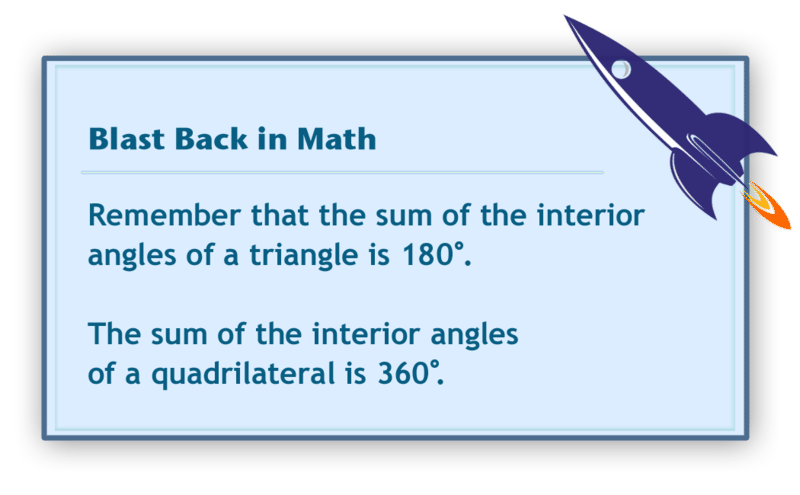 Blast Back in Math
Remember that the sum of the interior
angles of a triangle is 180°.
The sum of the interior angles
of a quadrilateral is 360°.